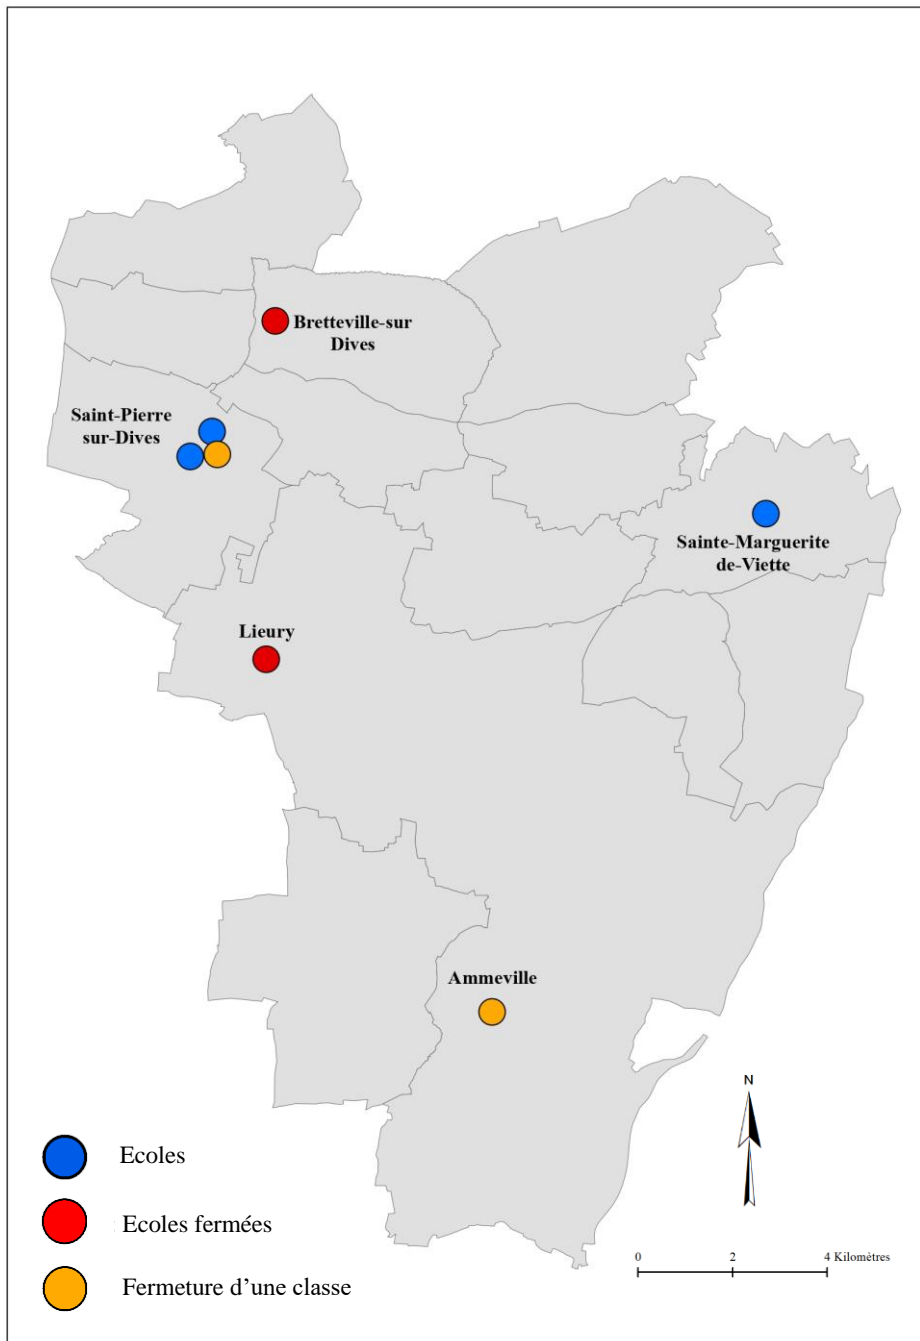 Bretteville-sur
Dives
Saint-Pierre
sur-Dives
Sainte-Marguerite
de-Viette
Lieury
Ammeville
N
Ecoles
Ecoles fermées
Fermeture d’une classe
0 2 4 Kilomètres